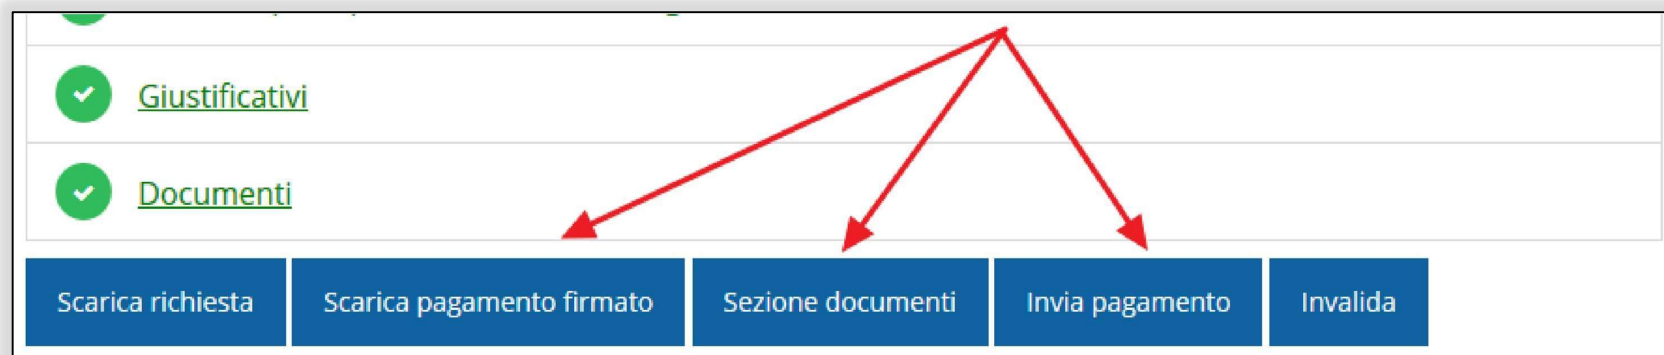 Giustificativi
Documenti
Scarica richiesta Scarica pagamento firmato Sezione documenti Invia pagamento Invalida